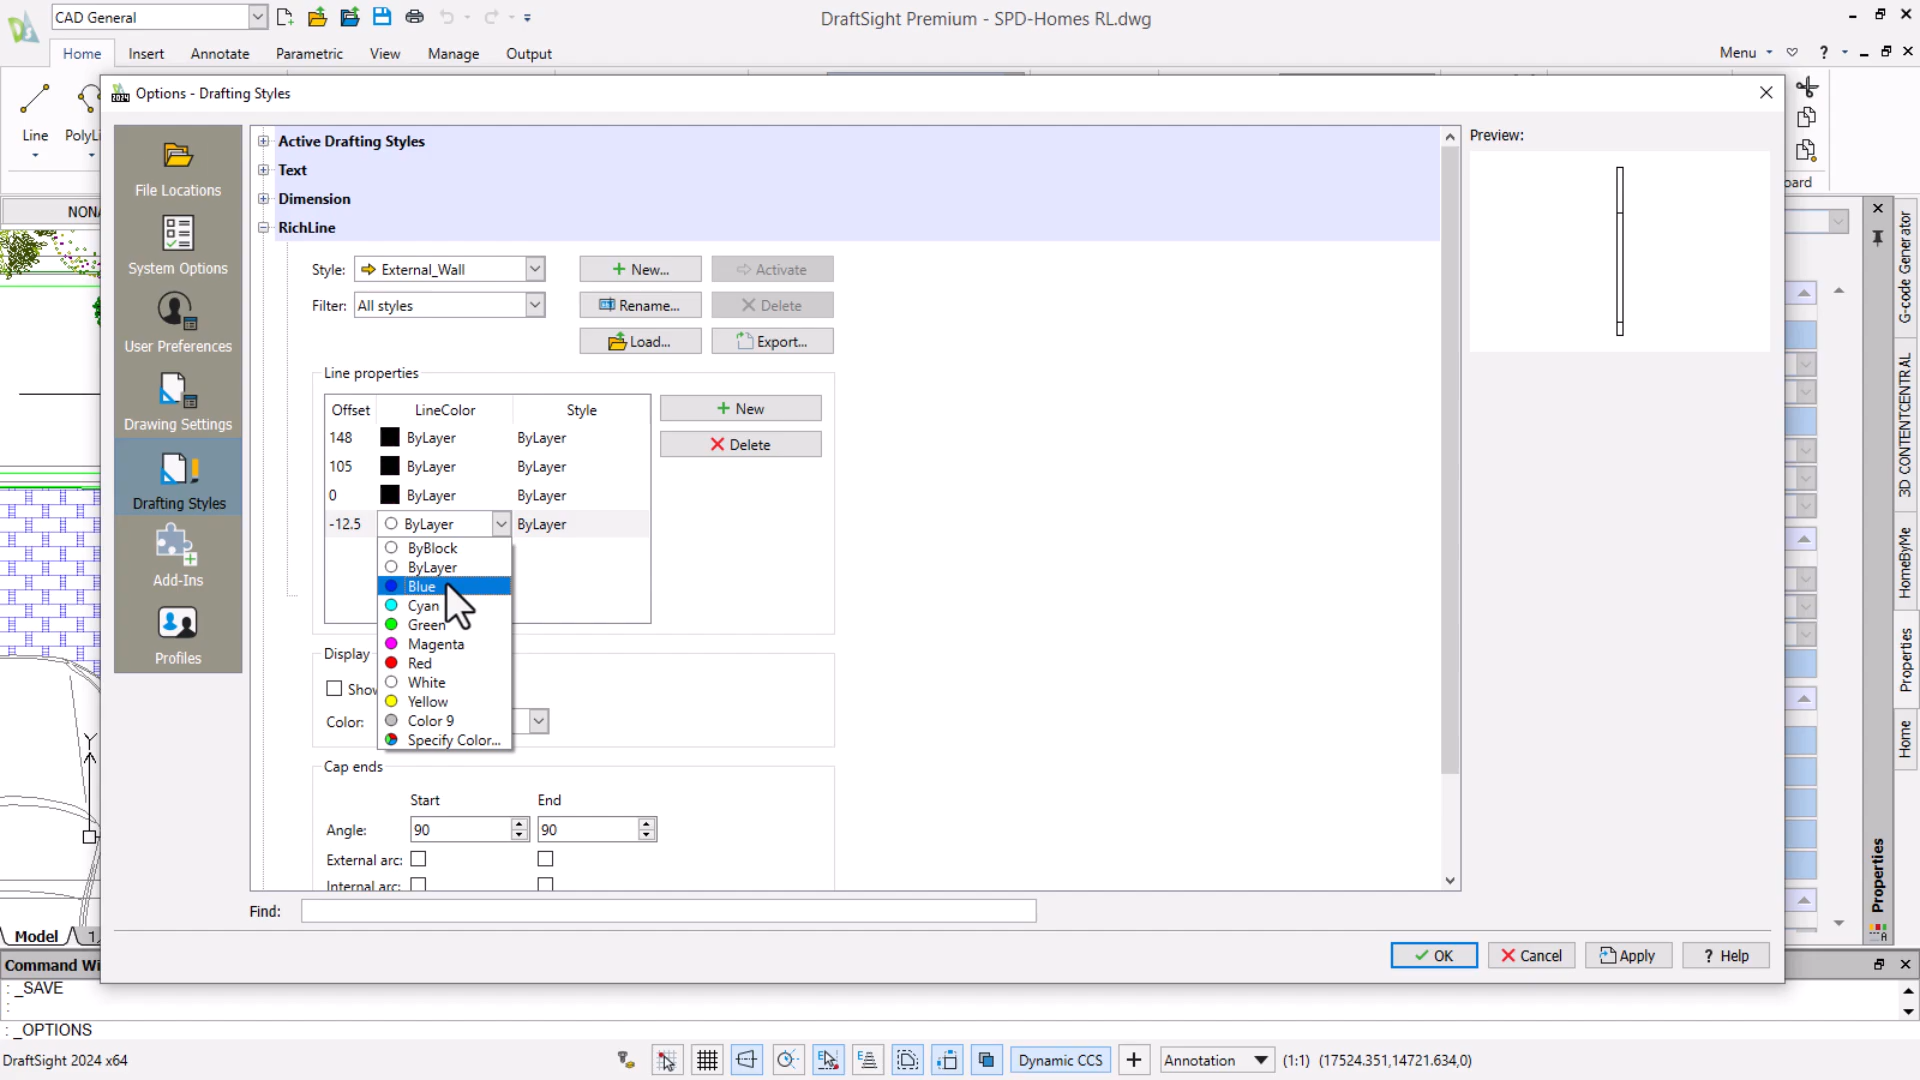 CAD General
DraftSight Premium - SPD-Homes RL.dwg
Home Insert Annotate Parametric View Manage Output
Menu ?
Line PolyLi
NONA
Options - Drafting Styles
File Locations
System Options
User Preferences
Drawing Settings
Drafting Styles
Add-Ins
Profiles
Active Drafting Styles
Text
Dimension
RichLine
Style: External_Wall New... Activate
Filter: All styles Rename... Delete
Load... Export...
Line properties
Offset LineColor Style
148 ByLayer ByLayer
105 ByLayer ByLayer
0 ByLayer ByLayer
-12.5 ByLayer ByLayer
New
Delete
ByBlock
ByLayer
Blue
Cyan
Green
Magenta
Red
White
Yellow
Color 9
Specify Color...
Display
Show
Color:
Cap ends
Start End
Angle: 90 90
External arc:
Internal arc:
Find:
OK Cancel Apply ? Help
Preview:
oard
G-code Generator
3D CONTENTCENTRAL
HomeByMe
Properties
Home
Properties
Y
Model 1
Command Wi
: _SAVE
:
: _OPTIONS
DraftSight 2024 x64
Dynamic CCS + Annotation (1:1) (17524.351,14721.634,0)